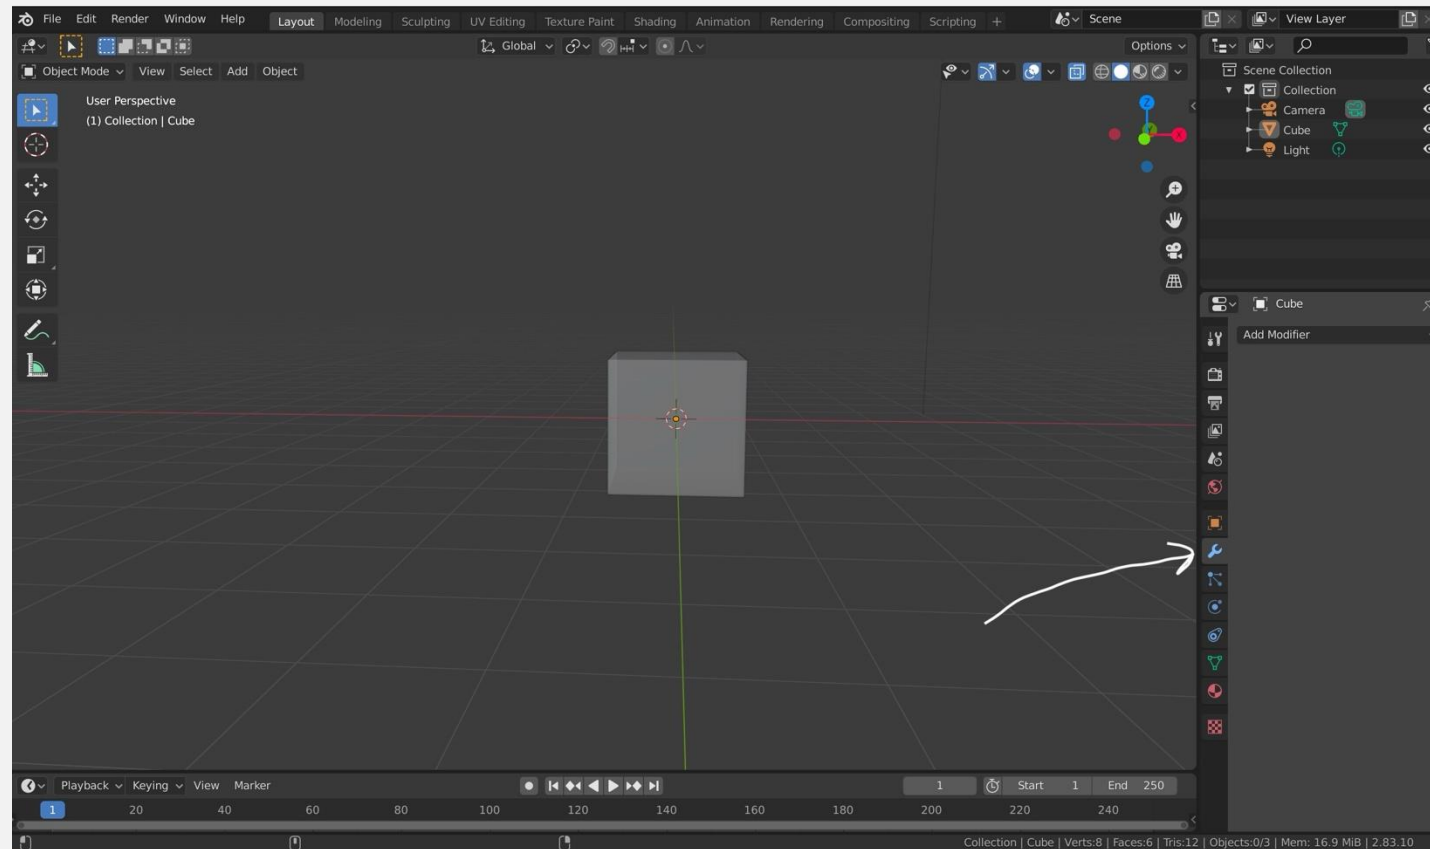 File Edit Render Window Help Layout Modeling Sculpting UV Editing Texture Paint Shading Animation Rendering Compositing Scripting + Scene View Layer
Global Options
Object Mode View Select Add Object
User Perspective
(1) Collection | Cube
Z
X
Scene Collection
Collection
Camera
Cube
Light
Cube
Add Modifier
Playback Keying View Marker 1 Start 1 End 250
1 20 40 60 80 100 120 140 160 180 200 220 240
Collection | Cube | Verts:8 | Faces:6 | Tris:12 | Objects:0/3 | Mem: 16.9 MiB | 2.83.10